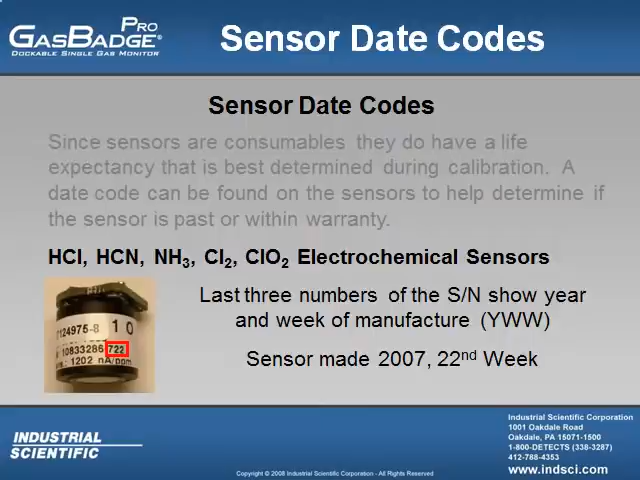 GASBADGE® PRO
DOCKABLE SINGLE GAS MONITOR
Sensor Date Codes
Sensor Date Codes
Since sensors are consumables they do have a life
expectancy that is best determined during calibration. A
date code can be found on the sensors to help determine if
the sensor is past or within warranty.
HCl, HCN, NH3, Cl2, ClO2 Electrochemical Sensors
Last three numbers of the S/N show year
and week of manufacture (YWW)
Sensor made 2007, 22nd Week
124975-8 10
10833286 722
1202 nA/ppm
INDUSTRIAL
SCIENTIFIC
Industrial Scientific Corporation
1001 Oakdale Road
Oakdale, PA 15071-1500
1-800-DETECTS (338-3287)
412-788-4353
www.indsci.com
Copyright © 2008 Industrial Scientific Corporation - All Rights Reserved